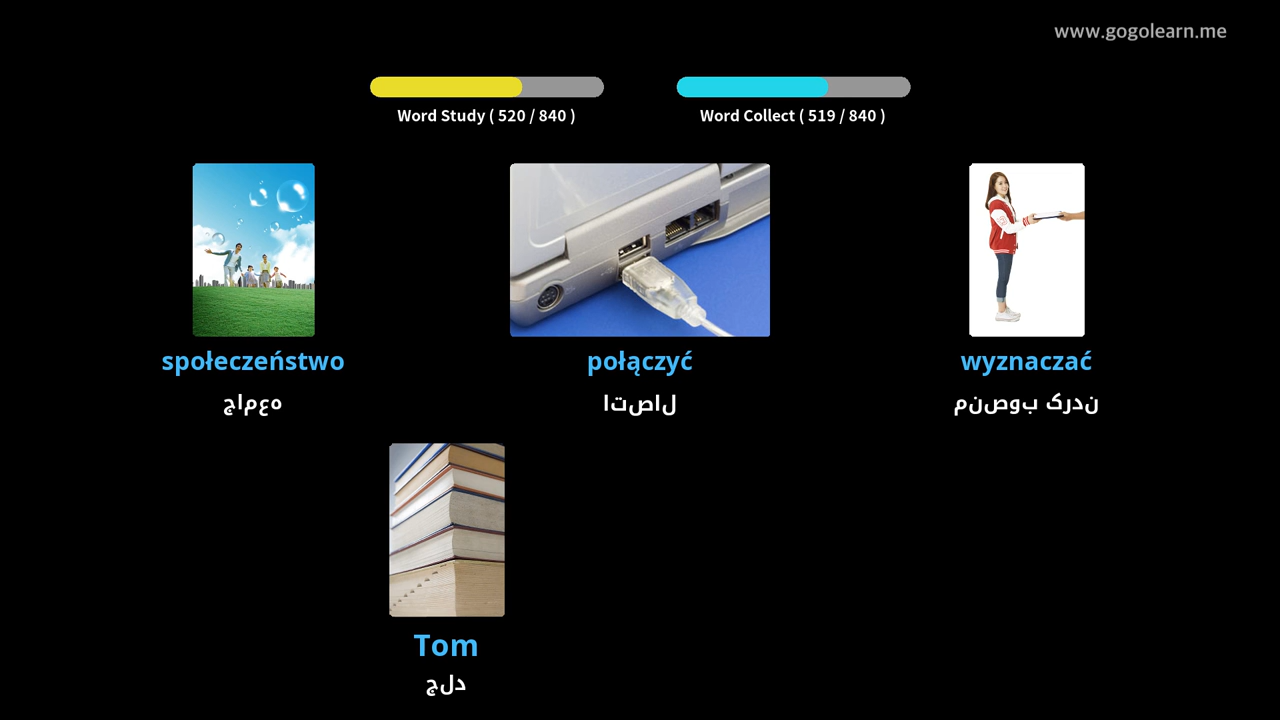 www.gogolearn.me
Word Study ( 520 / 840 )
Word Collect ( 519 / 840 )
społeczeństwo
połączyć
wyznaczać
جامعه
اتصال
منصوب کردن
Tom
جلد